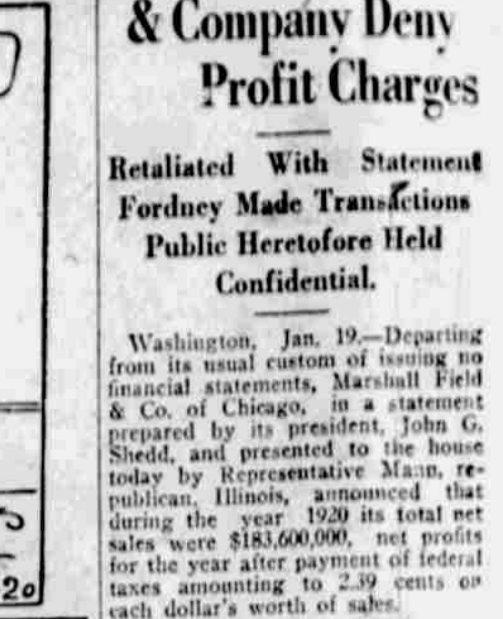 & Company Deny
Profit Charges
Retaliated With Statement
Fordney Made Transactions
Public Heretofore Held
Confidential.
Washington, Jan. 19.—Departing
from its usual custom of issuing no
financial statements, Marshall Field
& Co. of Chicago, in a statement
prepared by its president, John G.
Shedd, and presented to the house
today by Representative Mann, re-
publican, Illinois, announced that
during the year 1920 its total net
sales were $183,600,000, net profits
for the year after payment of federal
taxes amounting to 2.39 cents on
each dollar's worth of sales.
20